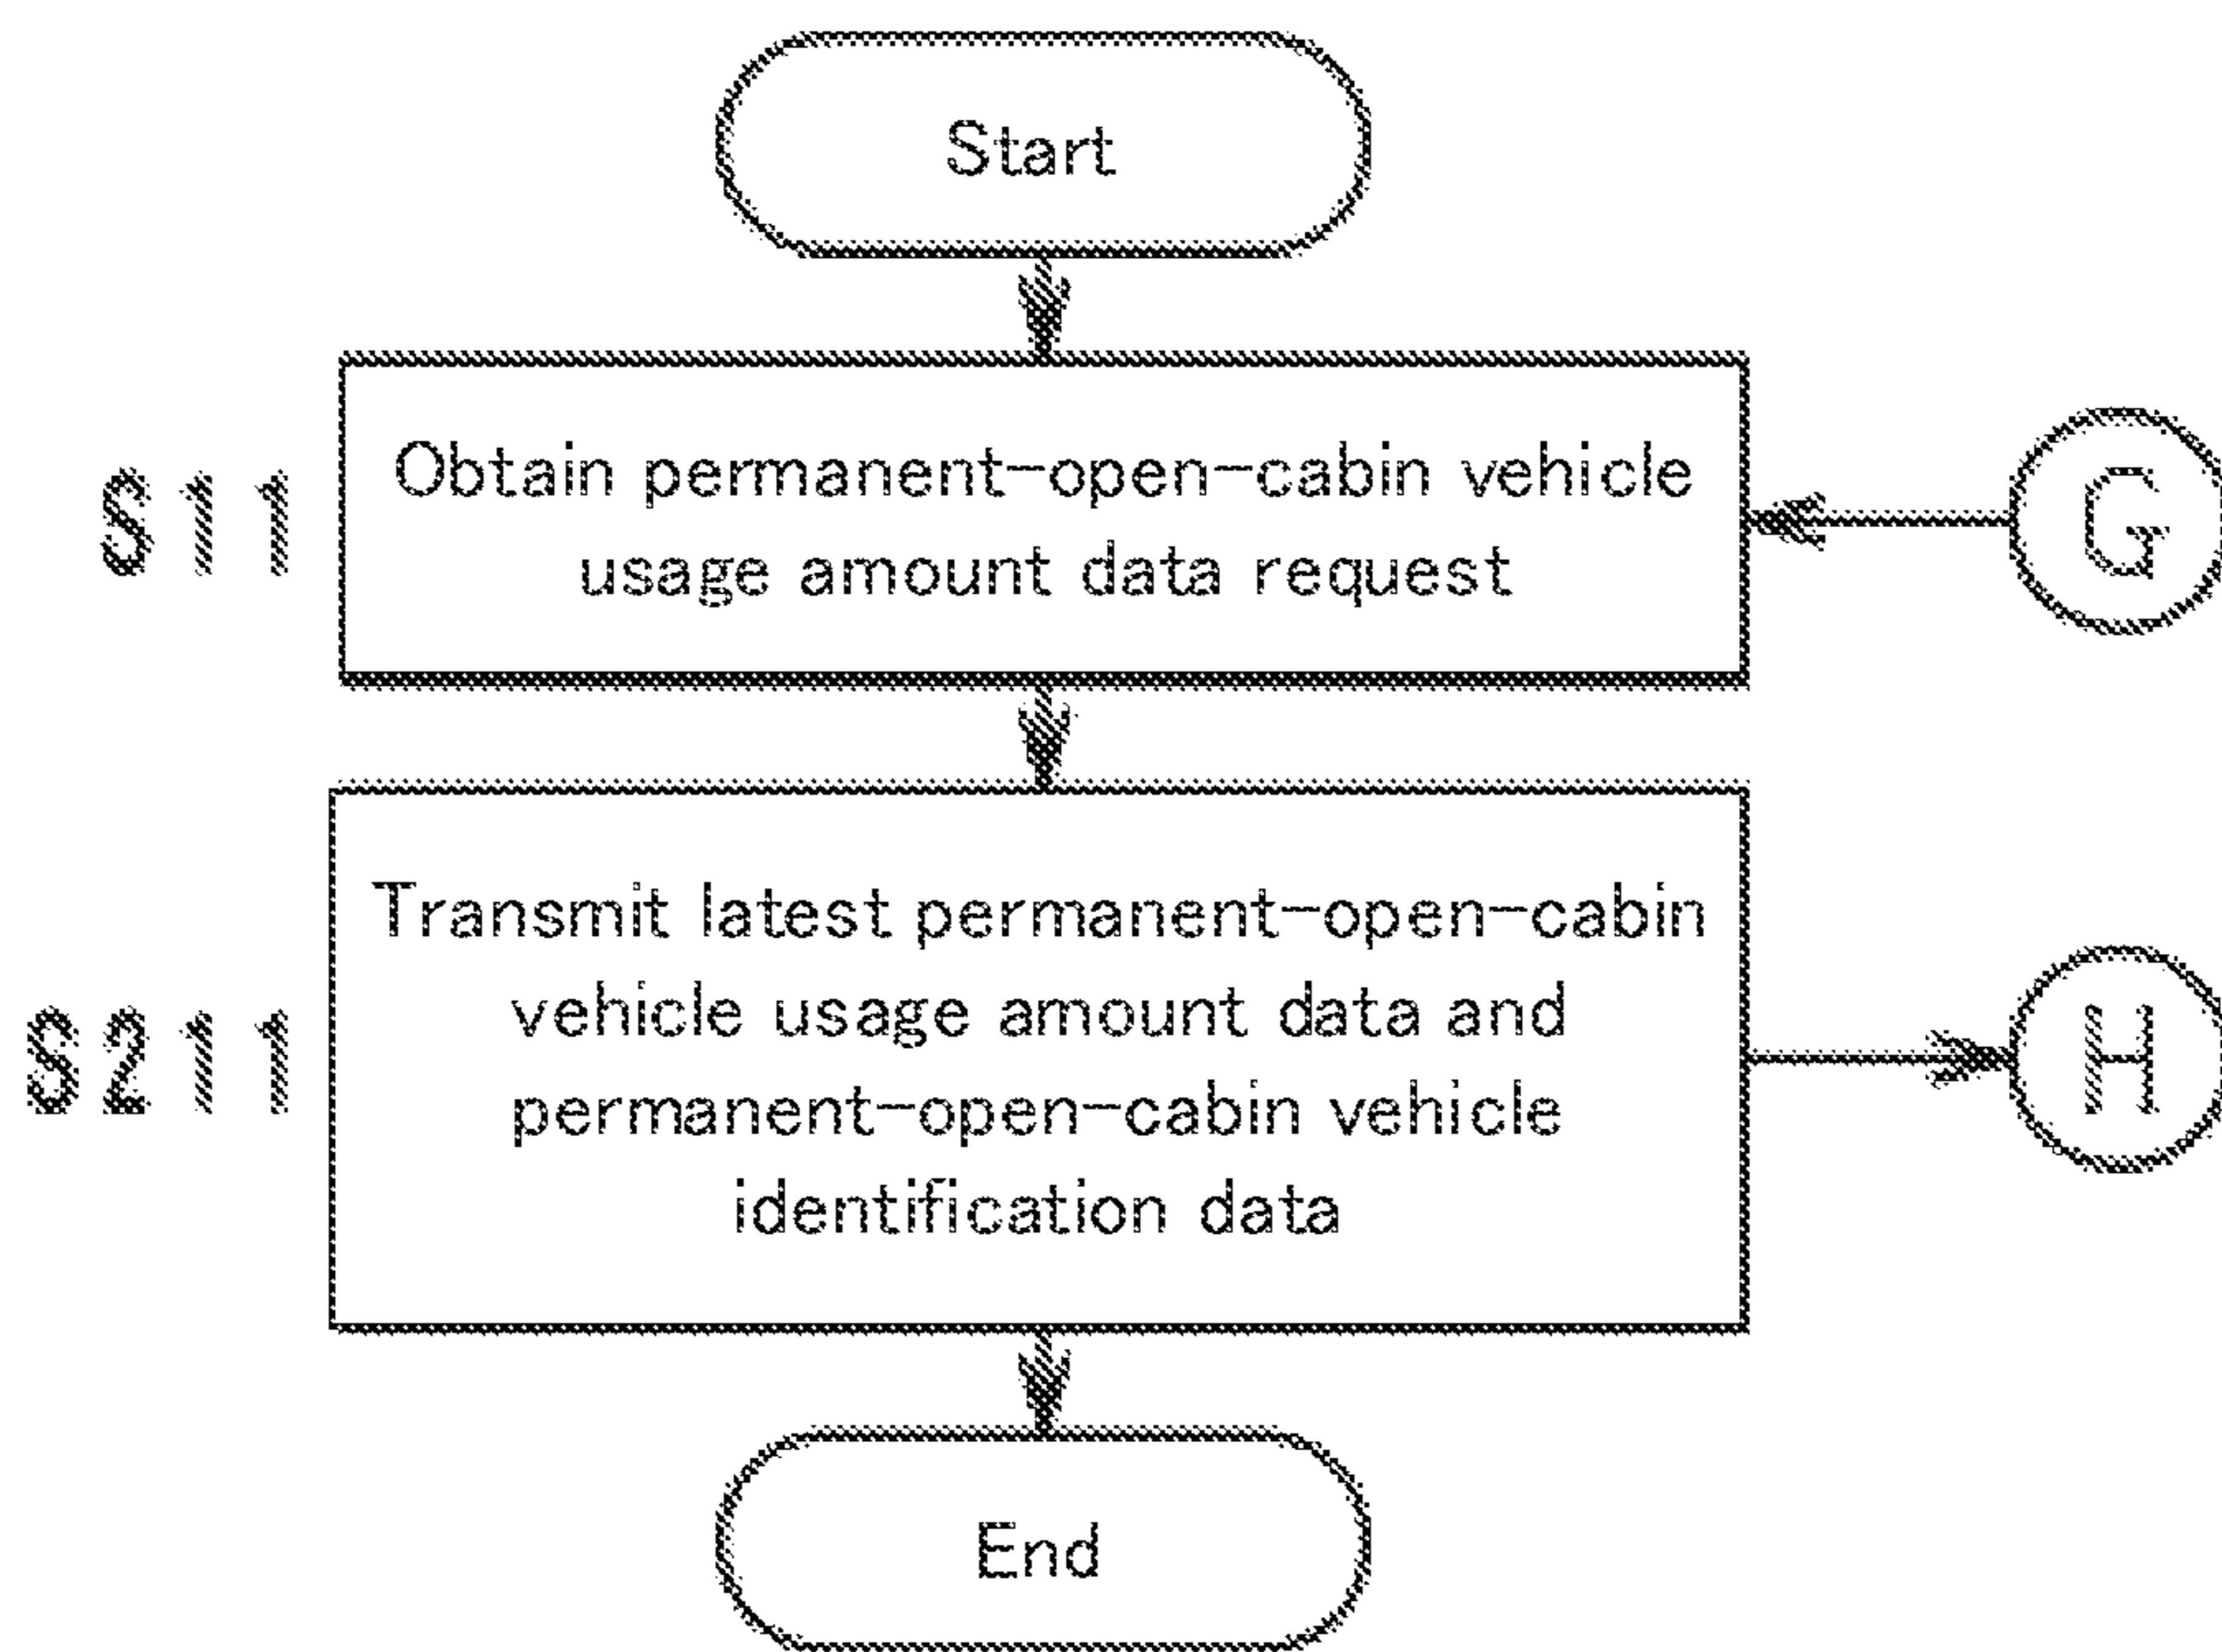 Start
S11
Obtain permanent-open-cabin vehicle
usage amount data request
G
S211
Transmit latest permanent-open-cabin
vehicle usage amount data and
permanent-open-cabin vehicle
identification data
H
End